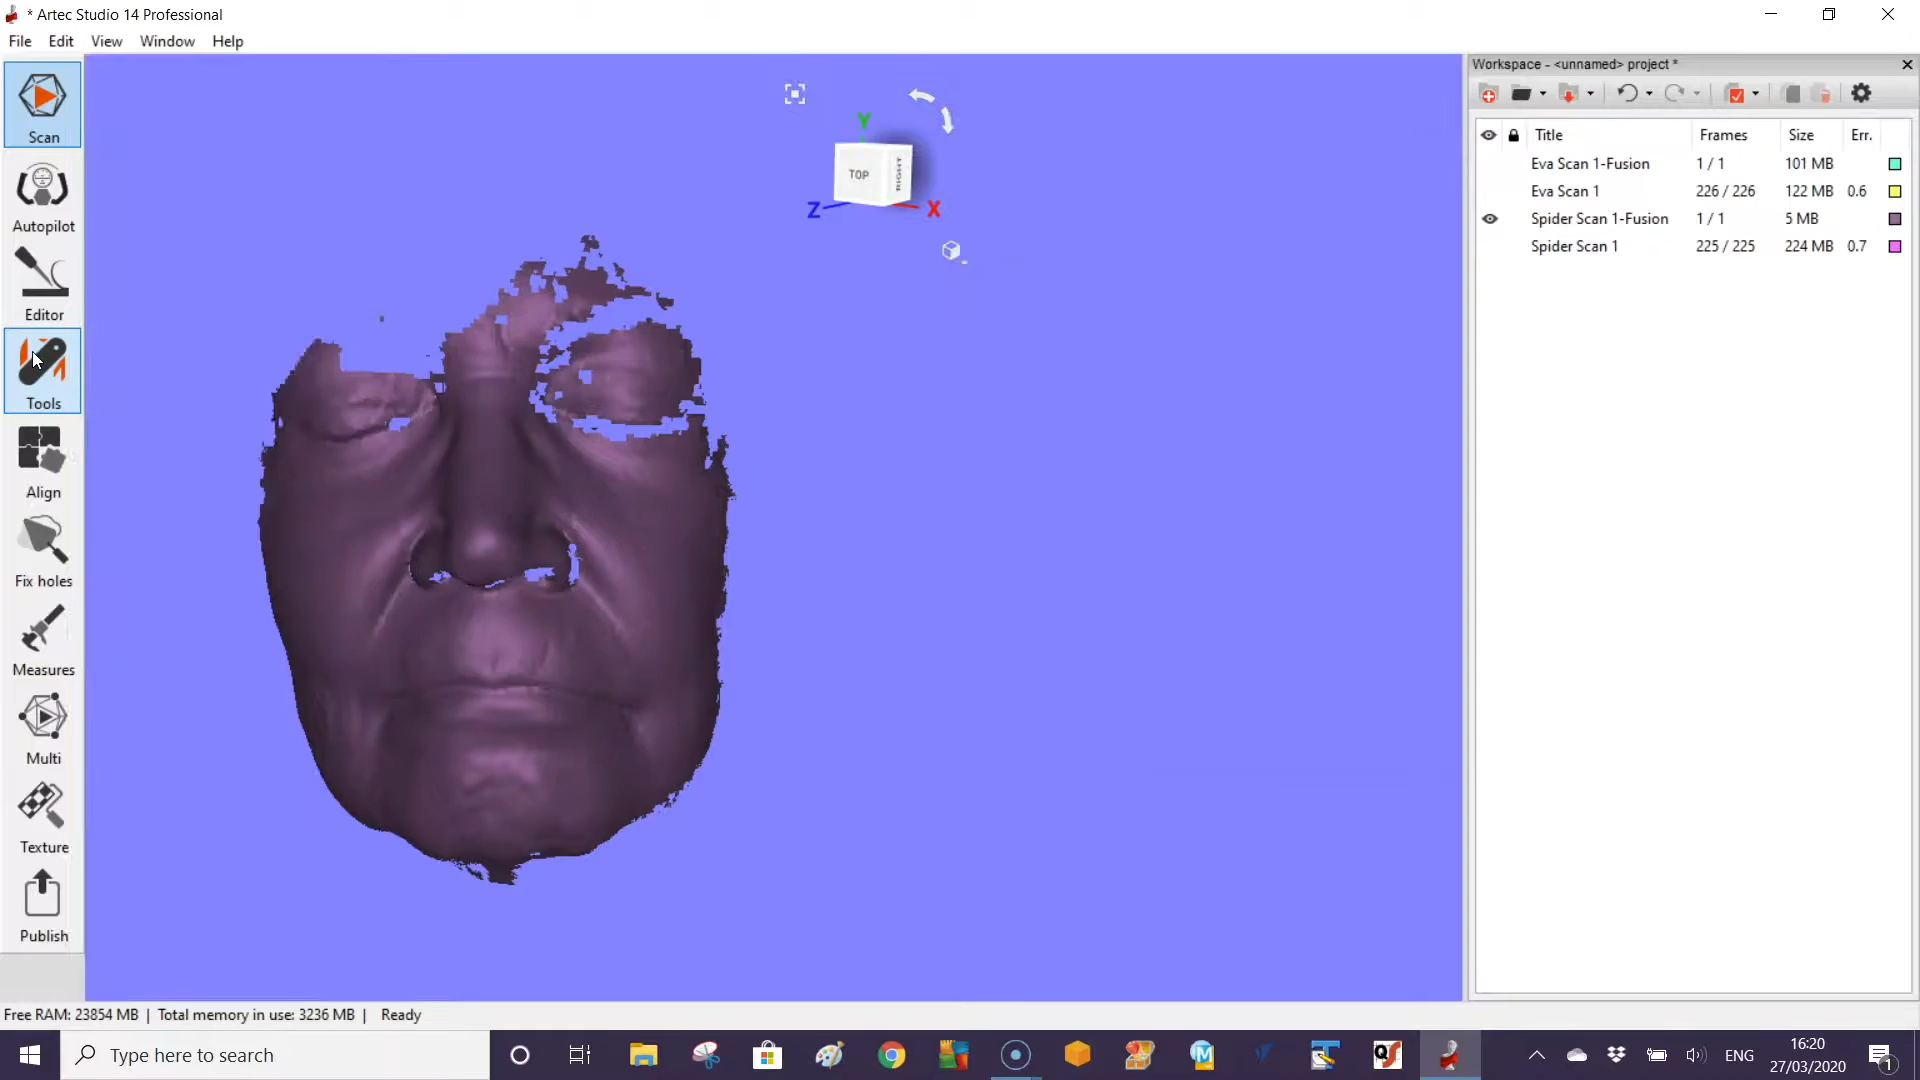 * Artec Studio 14 Professional
File Edit View Window Help
Scan
Autopilot
Editor
Tools
Align
Fix holes
Measures
Multi
Texture
Publish
Y
TOP
RIGHT
Z
X
Workspace - <unnamed> project *
Title Frames Size Err.
Eva Scan 1-Fusion 1 / 1 101 MB
Eva Scan 1 226 / 226 122 MB 0.6
Spider Scan 1-Fusion 1 / 1 5 MB
Spider Scan 1 225 / 225 224 MB 0.7
Free RAM: 23854 MB | Total memory in use: 3236 MB | Ready
Type here to search
ENG
16:20
27/03/2020
1